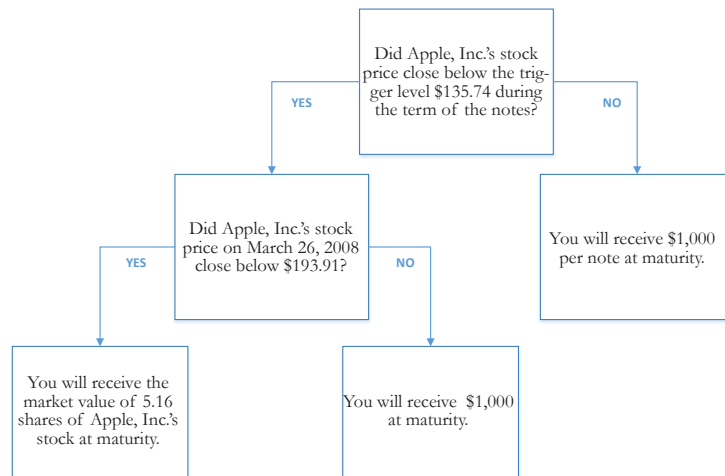 Did Apple, Inc.'s stock
price close below the trig-
ger level $135.74 during
the term of the notes?
YES
NO
Did Apple, Inc.'s stock
price on March 26, 2008
close below $193.91?
You will receive $1,000
per note at maturity.
YES
NO
You will receive the
market value of 5.16
shares of Apple, Inc.'s
stock at maturity.
You will receive $1,000
at maturity.